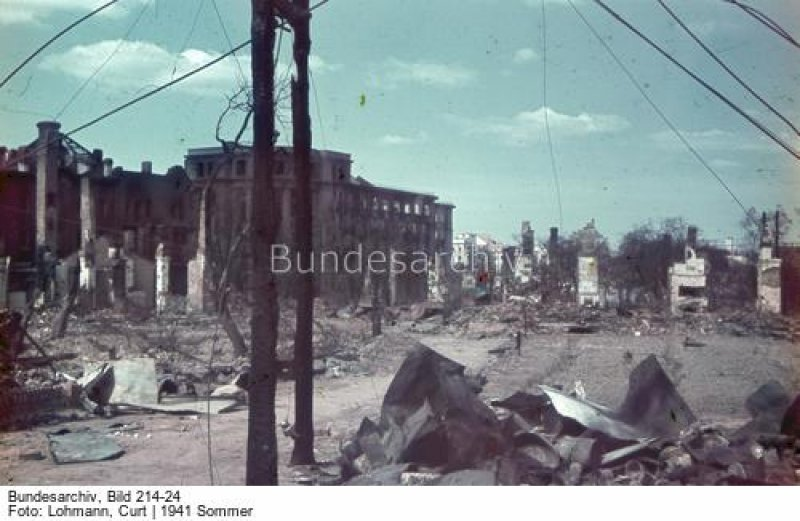 Bundesarchiv
Bundesarchiv, Bild 214-24
Foto: Lohmann, Curt | 1941 Sommer